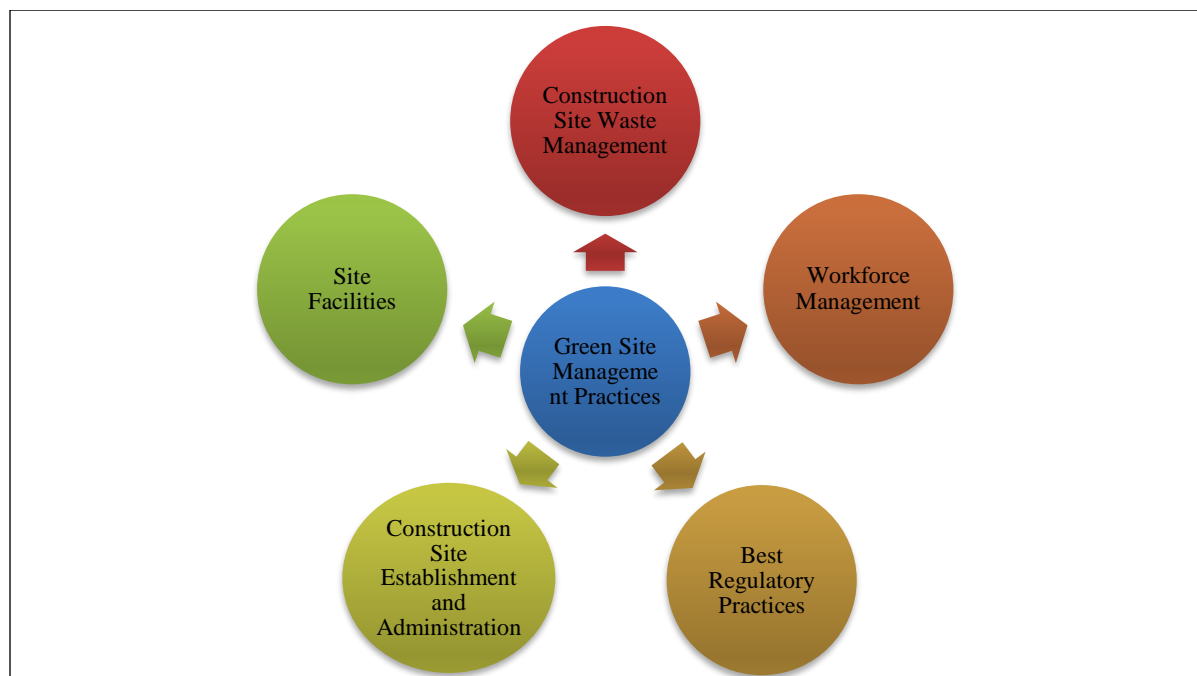 Construction
Site Waste
Management
Site
Facilities
Workforce
Management
Green Site
Manageme
nt Practices
Construction
Site
Establishment
and
Administration
Best
Regulatory
Practices